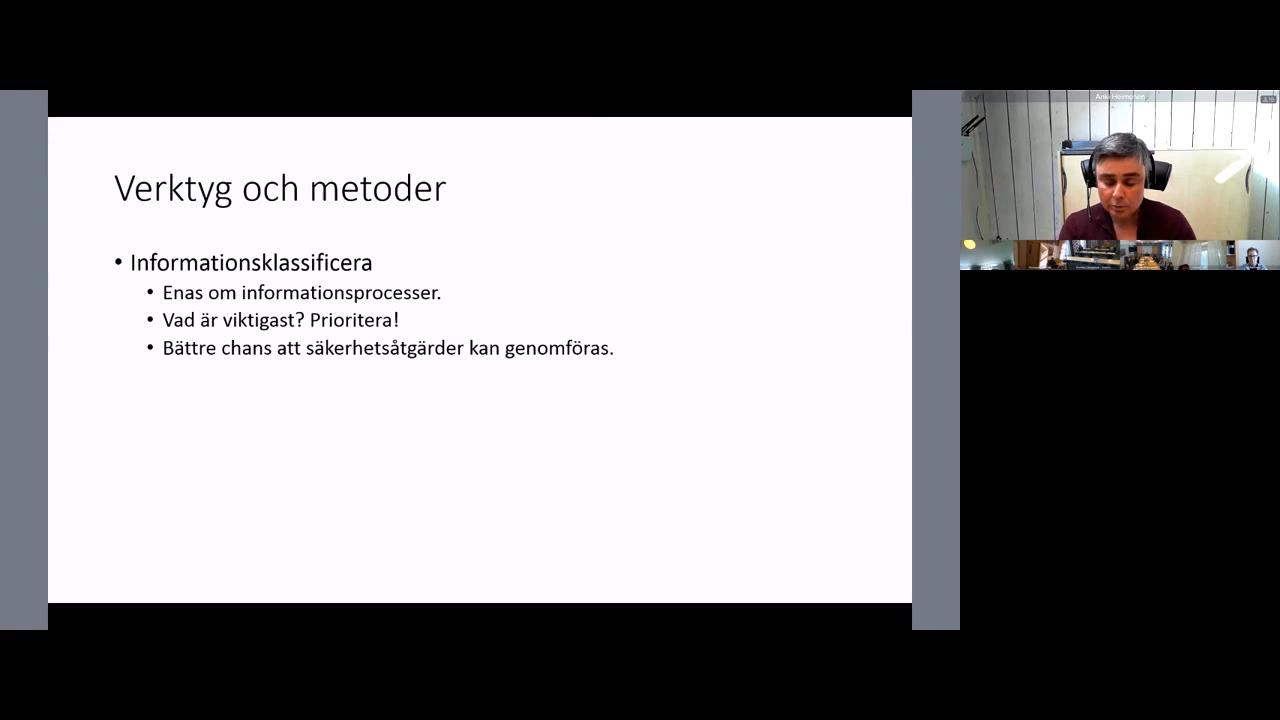 Verktyg och metoder
• Informationsklassificera
• Enas om informationsprocesser.
• Vad är viktigast? Prioritera!
• Bättre chans att säkerhetsåtgärder kan genomföras.